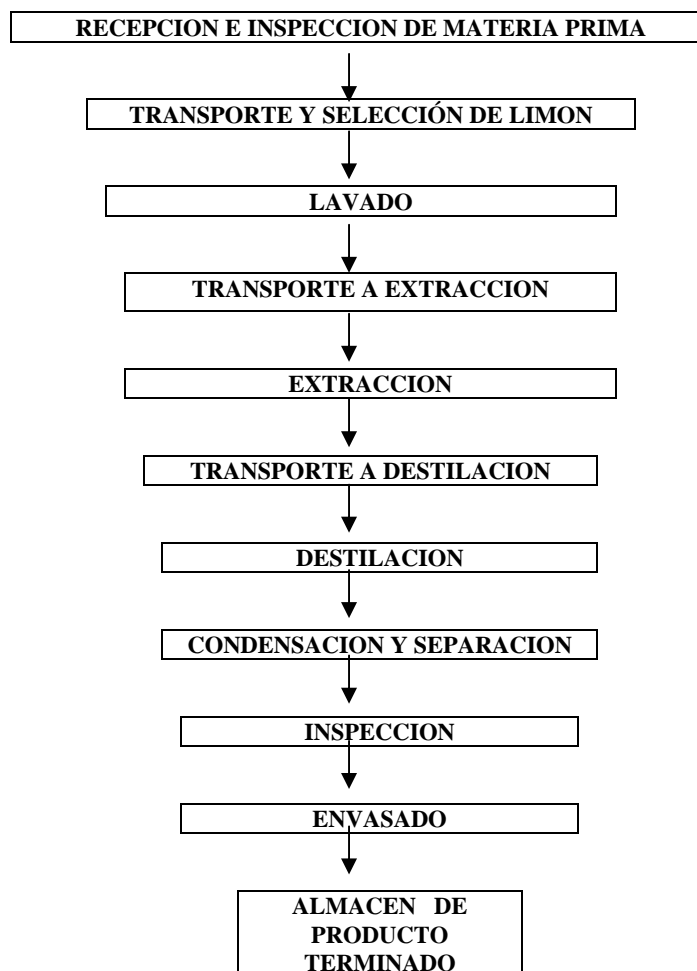 RECEPCION E INSPECCION DE MATERIA PRIMA
TRANSPORTE Y SELECCIÓN DE LIMON
LAVADO
TRANSPORTE A EXTRACCION
EXTRACCION
TRANSPORTE A DESTILACION
DESTILACION
CONDENSACION Y SEPARACION
INSPECCION
ENVASADO
ALMACEN DE
PRODUCTO
TERMINADO